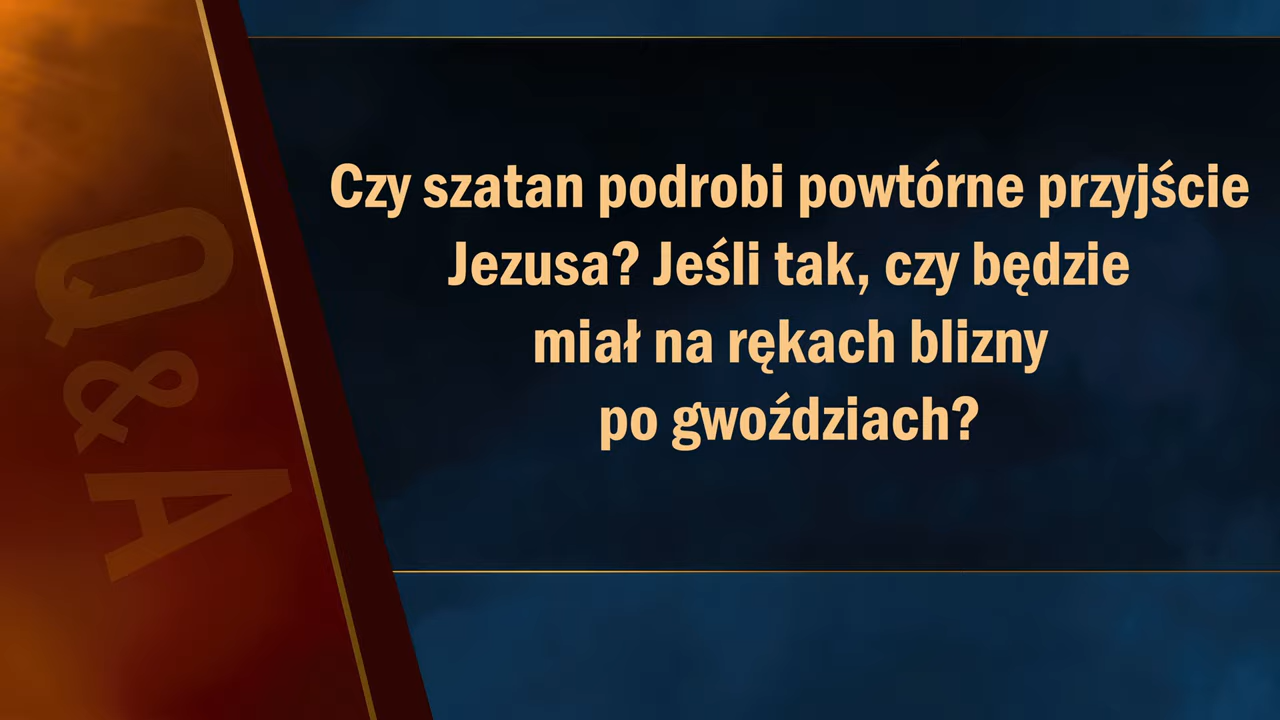 Q & A
Czy szatan podrobi powtórne przyjście
Jezusa? Jeśli tak, czy będzie
miał na rękach blizny
po gwoździach?